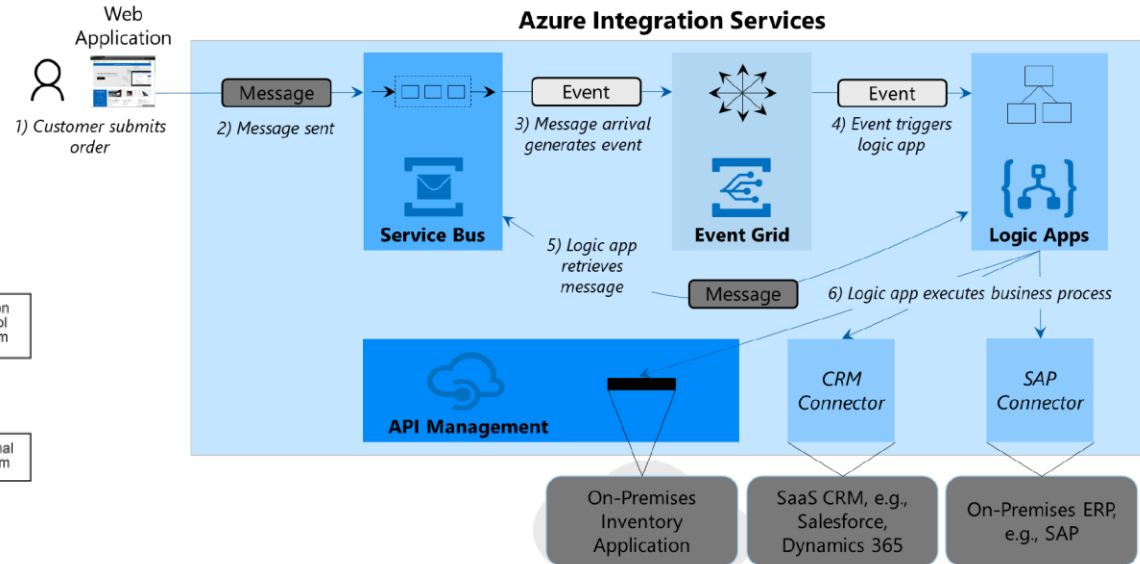 Azure Integration Services
Web
Application
1) Customer submits
order
Message
2) Message sent
Service Bus
Event
3) Message arrival
generates event
Event Grid
Event
4) Event triggers
logic app
Logic Apps
5) Logic app
retrieves
message
Message
6) Logic app executes business process
API Management
CRM
Connector
SAP
Connector
On-Premises
Inventory
Application
SaaS CRM, e.g.,
Salesforce,
Dynamics 365
On-Premises ERP,
e.g., SAP